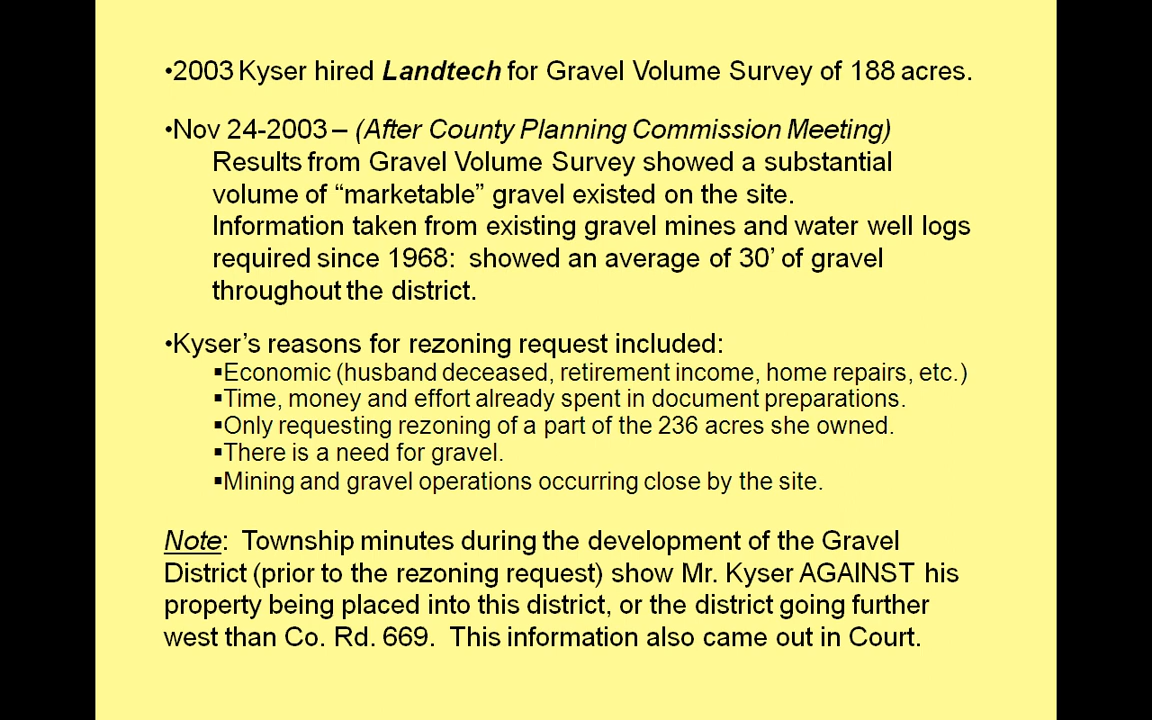 •2003 Kyser hired Landtech for Gravel Volume Survey of 188 acres.
•Nov 24-2003 – (After County Planning Commission Meeting)
Results from Gravel Volume Survey showed a substantial
volume of “marketable” gravel existed on the site.
Information taken from existing gravel mines and water well logs
required since 1968:  showed an average of 30’ of gravel
throughout the district.
•Kyser’s reasons for rezoning request included:
▪Economic (husband deceased, retirement income, home repairs, etc.)
▪Time, money and effort already spent in document preparations.
▪Only requesting rezoning of a part of the 236 acres she owned.
▪There is a need for gravel.
▪Mining and gravel operations occurring close by the site.
Note:  Township minutes during the development of the Gravel
District (prior to the rezoning request) show Mr. Kyser AGAINST his
property being placed into this district, or the district going further
west than Co. Rd. 669.  This information also came out in Court.